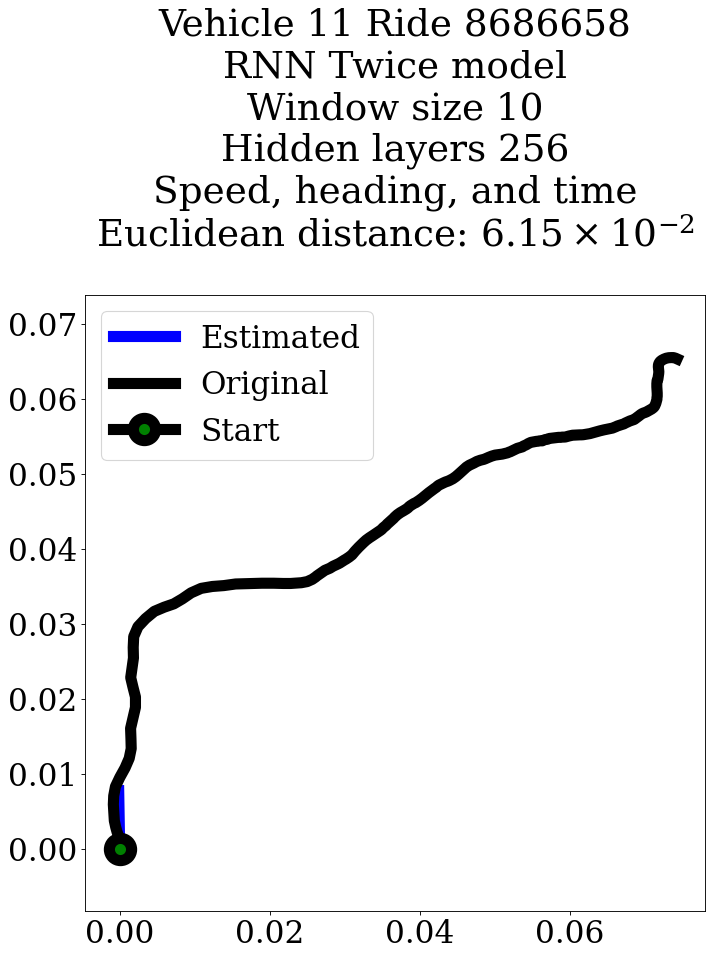 Vehicle 11 Ride 8686658
RNN Twice model
Window size 10
Hidden layers 256
Speed, heading, and time
Euclidean distance: 6.15 × 10⁻²
Estimated
Original
Start
0.07
0.06
0.05
0.04
0.03
0.02
0.01
0.00
0.00 0.02 0.04 0.06